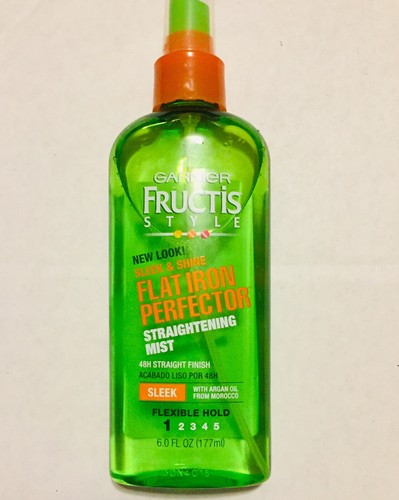 GARNIER
FRUCTIS
STYLE
NEW LOOK!
SLEEK & SHINE
FLAT IRON
PERFECTOR
STRAIGHTENING
MIST
48H STRAIGHT FINISH
ACABADO LISO POR 48H
SLEEK
WITH ARGAN OIL
FROM MOROCCO
FLEXIBLE HOLD
1 2 3 4 5
6.0 FL OZ (177ml)